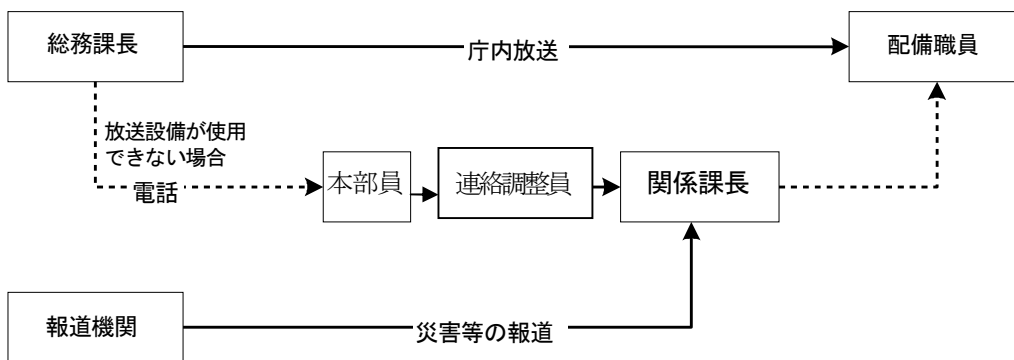 総務課長
庁内放送
配備職員
放送設備が使用
できない場合
電話
本部員
連絡調整員
関係課長
報道機関
災害等の報道